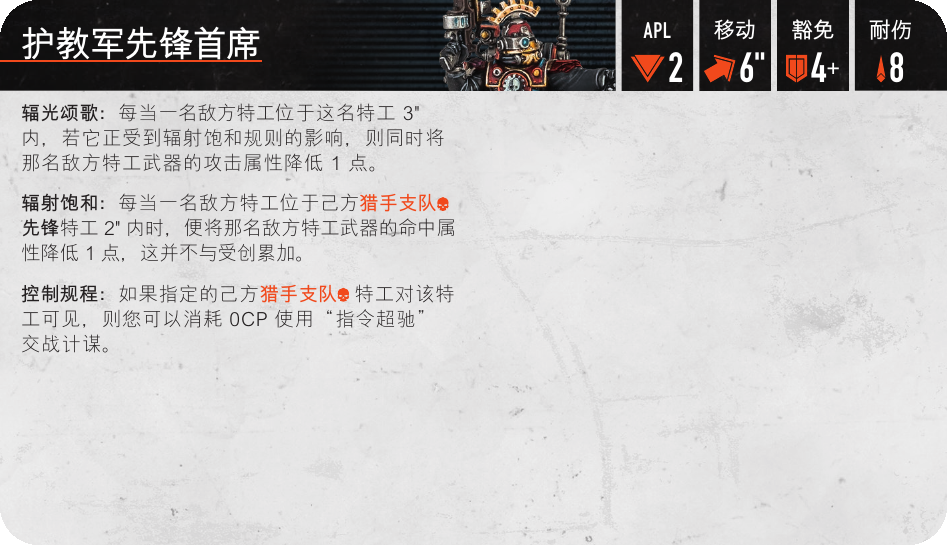 护教军先锋首席
APL
2
移动
6"
豁免
4+
耐伤
8
辐光颂歌：每当一名敌方特工位于这名特工 3"
内，若它正受到辐射饱和规则的影响，则同时将
那名敌方特工武器的攻击属性降低 1 点。
辐射饱和：每当一名敌方特工位于己方猎手支队
先锋特工 2" 内时，便将那名敌方特工武器的命中属
性降低 1 点，这并不与受创累加。
控制规程：如果指定的己方猎手支队 特工对该特
工可见，则您可以消耗 0CP 使用“指令超驰”
交战计谋。